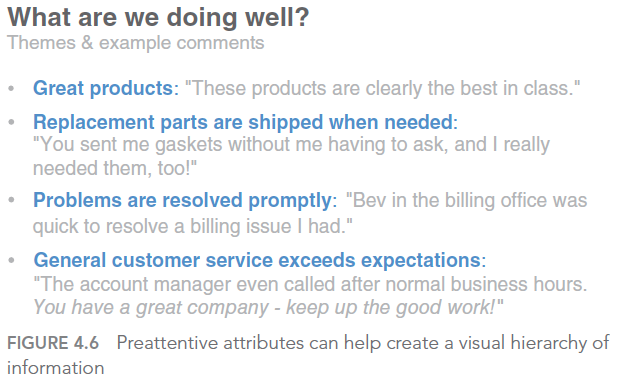 What are we doing well?
Themes & example comments
• Great products: "These products are clearly the best in class."
• Replacement parts are shipped when needed:
"You sent me gaskets without me having to ask, and I really
needed them, too!"
• Problems are resolved promptly: "Bev in the billing office was
quick to resolve a billing issue I had."
• General customer service exceeds expectations:
"The account manager even called after normal business hours.
You have a great company - keep up the good work!"
FIGURE 4.6 Preattentive attributes can help create a visual hierarchy of
information